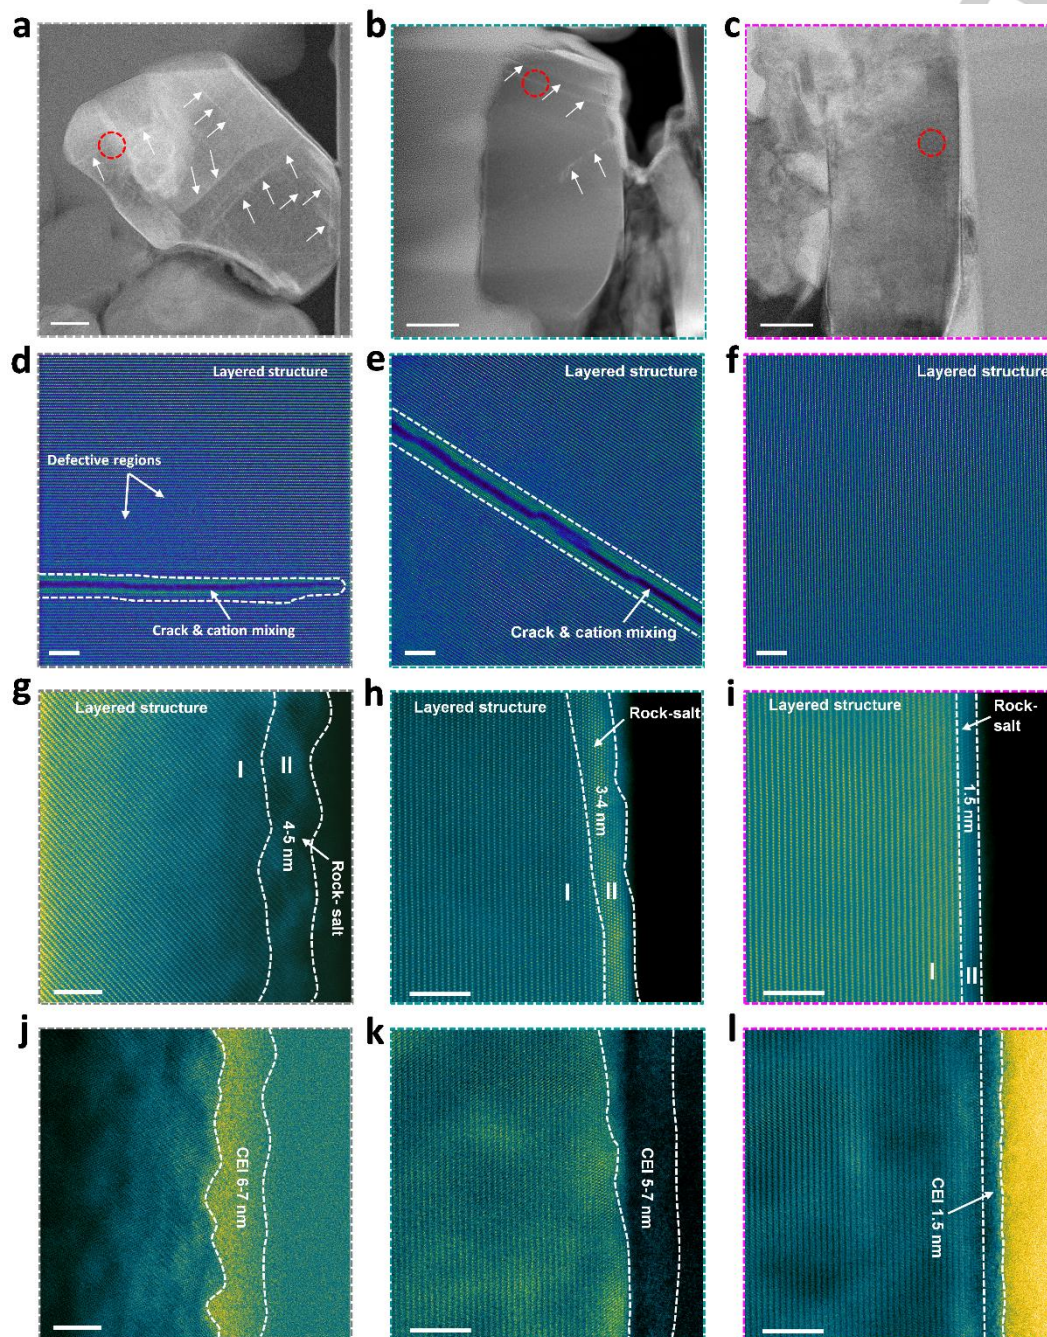 a
b
c
d
Layered structure
Defective regions
Crack & cation mixing
e
Layered structure
Crack & cation mixing
f
Layered structure
g
Layered structure
I
II
4-5 nm
Rock- salt
h
Layered structure
Rock-salt
3-4 nm
I
II
i
Layered structure
Rock-
salt
1.5 nm
I
II
j
CEI 6-7 nm
k
CEI 5-7 nm
l
CEI 1.5 nm